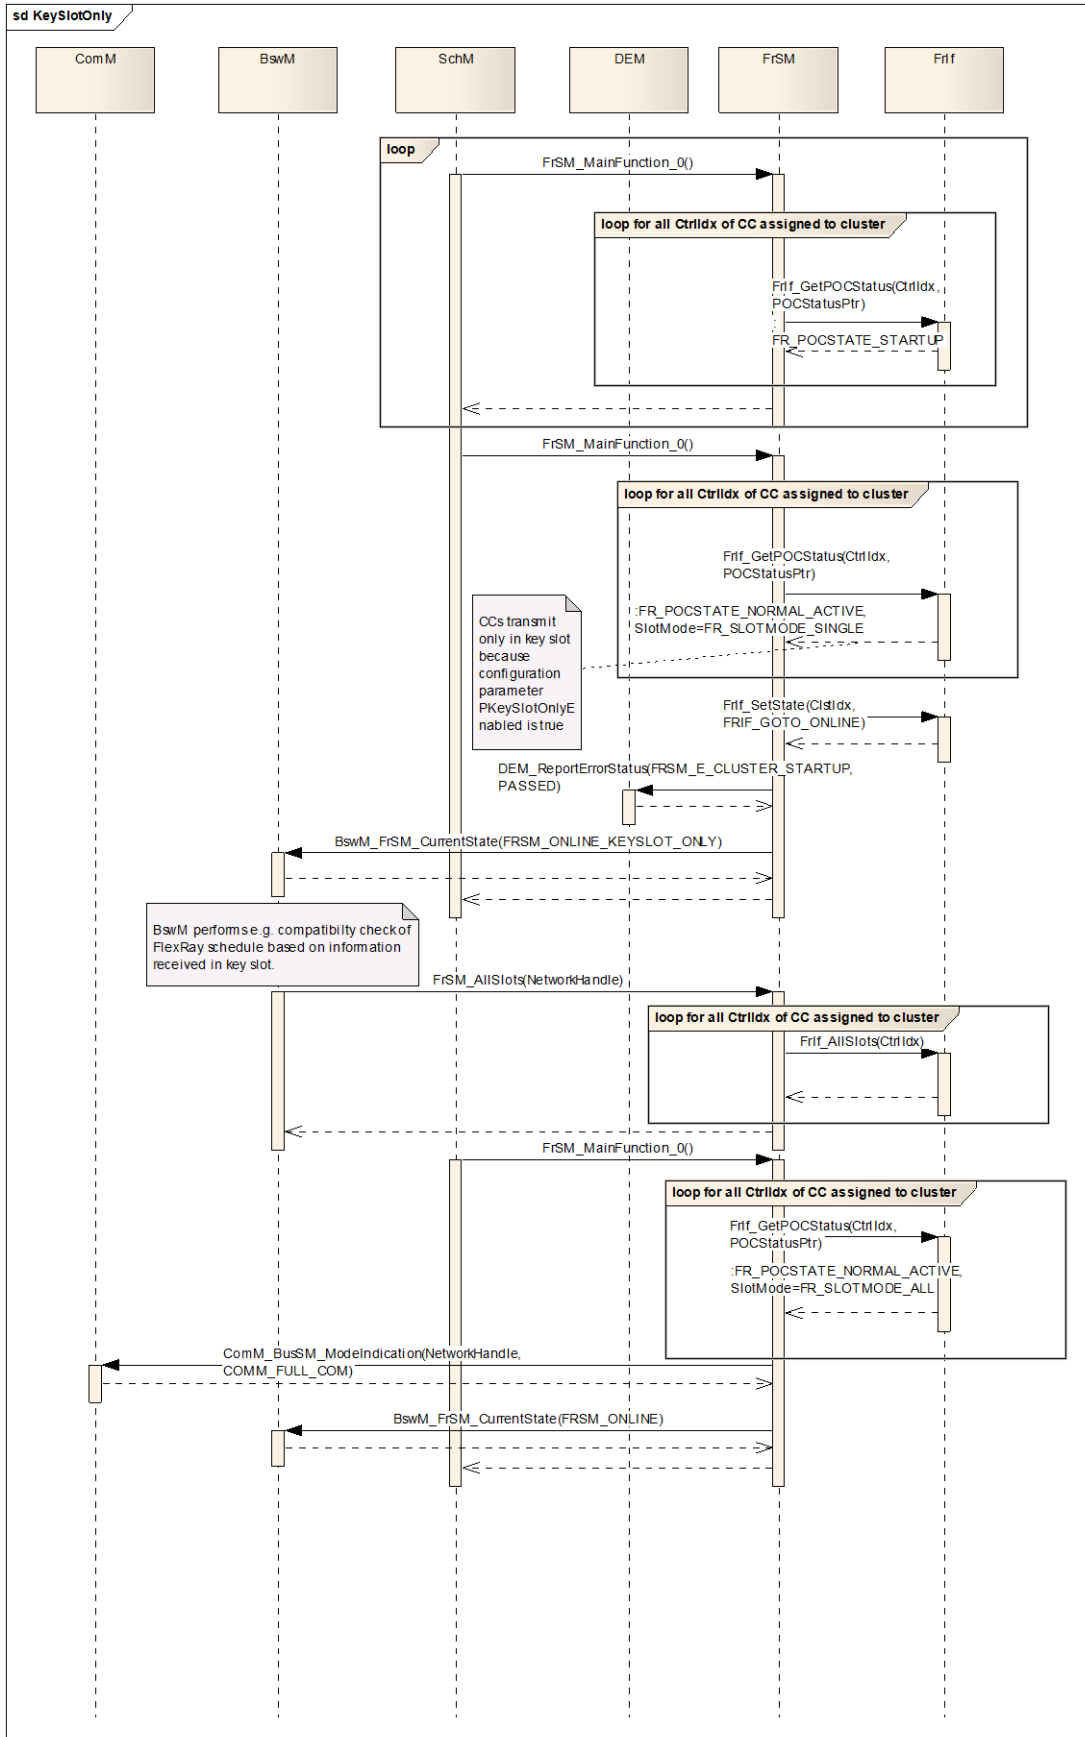 sd KeySlotOnly
ComM
BswM
SchM
DEM
FrSM
FrIf
loop
FrSM_MainFunction_0()
loop for all CtrlIdx of CC assigned to cluster
FrIf_GetPOCStatus(CtrlIdx,
POCStatusPtr)
:
FR_POCSTATE_STARTUP
FrSM_MainFunction_0()
loop for all CtrlIdx of CC assigned to cluster
FrIf_GetPOCStatus(CtrlIdx,
POCStatusPtr)
:FR_POCSTATE_NORMAL_ACTIVE,
SlotMode=FR_SLOTMODE_SINGLE
CCs transmit
only in key slot
because
configuration
parameter
PKeySlotOnlyE
nabled is true
FrIf_SetState(ClstIdx,
FRIF_GOTO_ONLINE)
DEM_ReportErrorStatus(FRSM_E_CLUSTER_STARTUP,
PASSED)
BswM_FrSM_CurrentState(FRSM_ONLINE_KEYSLOT_ONLY)
BswM performs e.g. compatibilty check of
FlexRay schedule based on information
received in key slot.
FrSM_AllSlots(NetworkHandle)
loop for all CtrlIdx of CC assigned to cluster
FrIf_AllSlots(CtrlIdx)
FrSM_MainFunction_0()
loop for all CtrlIdx of CC assigned to cluster
FrIf_GetPOCStatus(CtrlIdx,
POCStatusPtr)
:FR_POCSTATE_NORMAL_ACTIVE,
SlotMode=FR_SLOTMODE_ALL
ComM_BusSM_ModeIndication(NetworkHandle,
COMM_FULL_COM)
BswM_FrSM_CurrentState(FRSM_ONLINE)